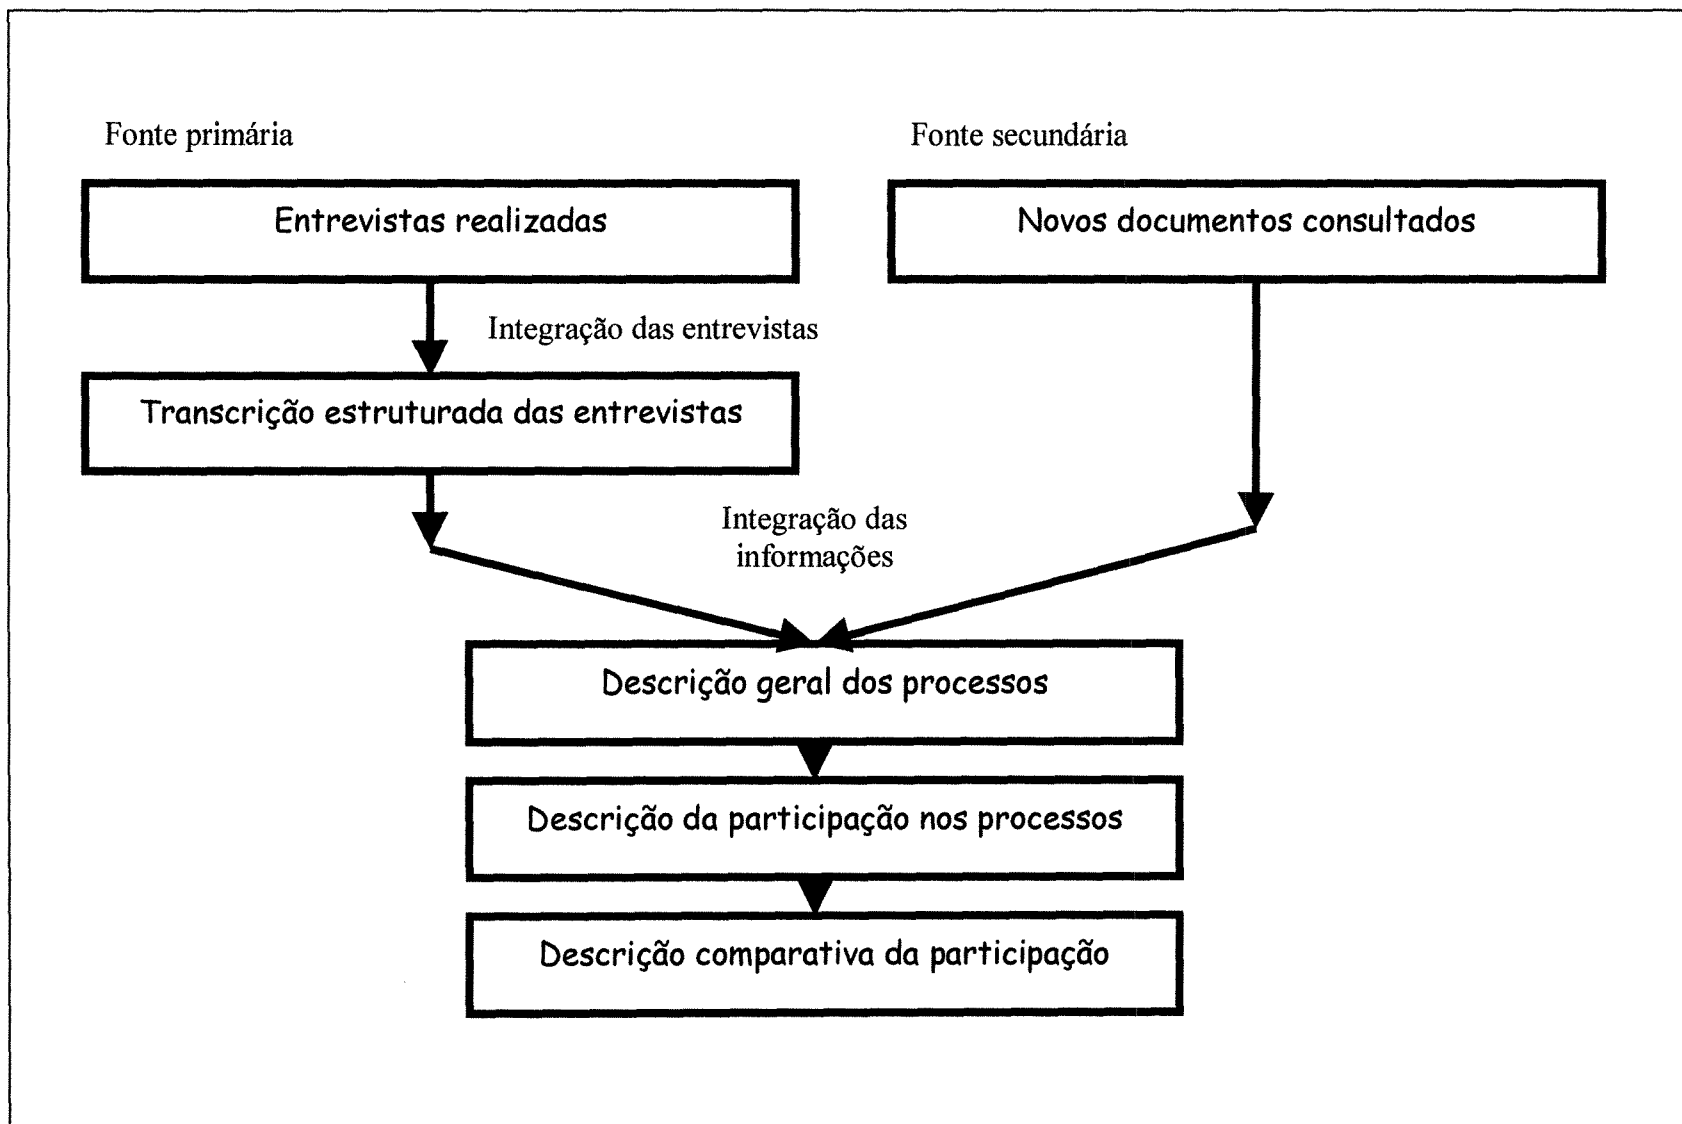 Fonte primária
Fonte secundária
Entrevistas realizadas
Novos documentos consultados
Integração das entrevistas
Transcrição estruturada das entrevistas
Integração das
informações
Descrição geral dos processos
Descrição da participação nos processos
Descrição comparativa da participação